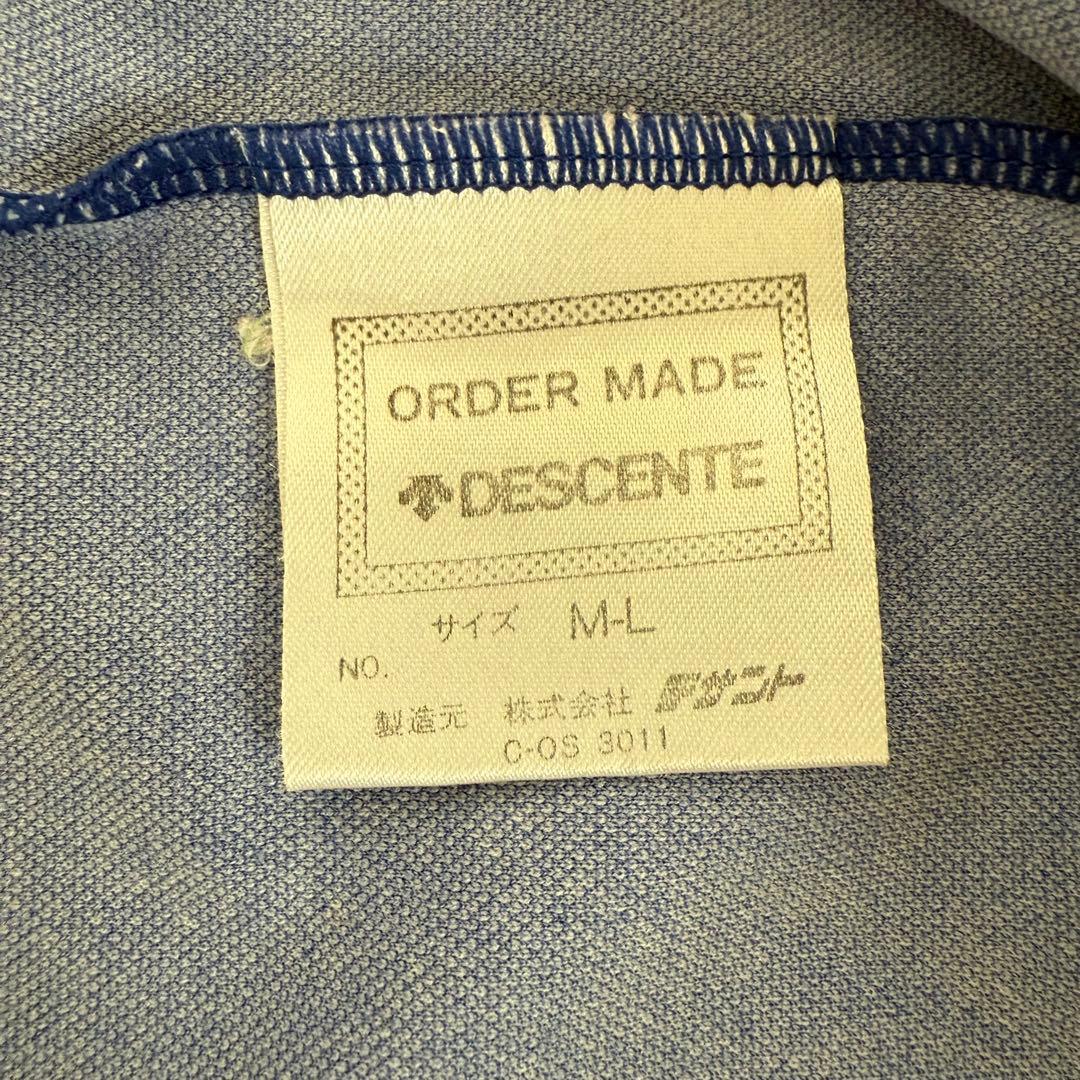 ORDER MADE
DESCENTE
サイズ M-L
NO.
製造元 株式会社 デサント
C-OS 3011